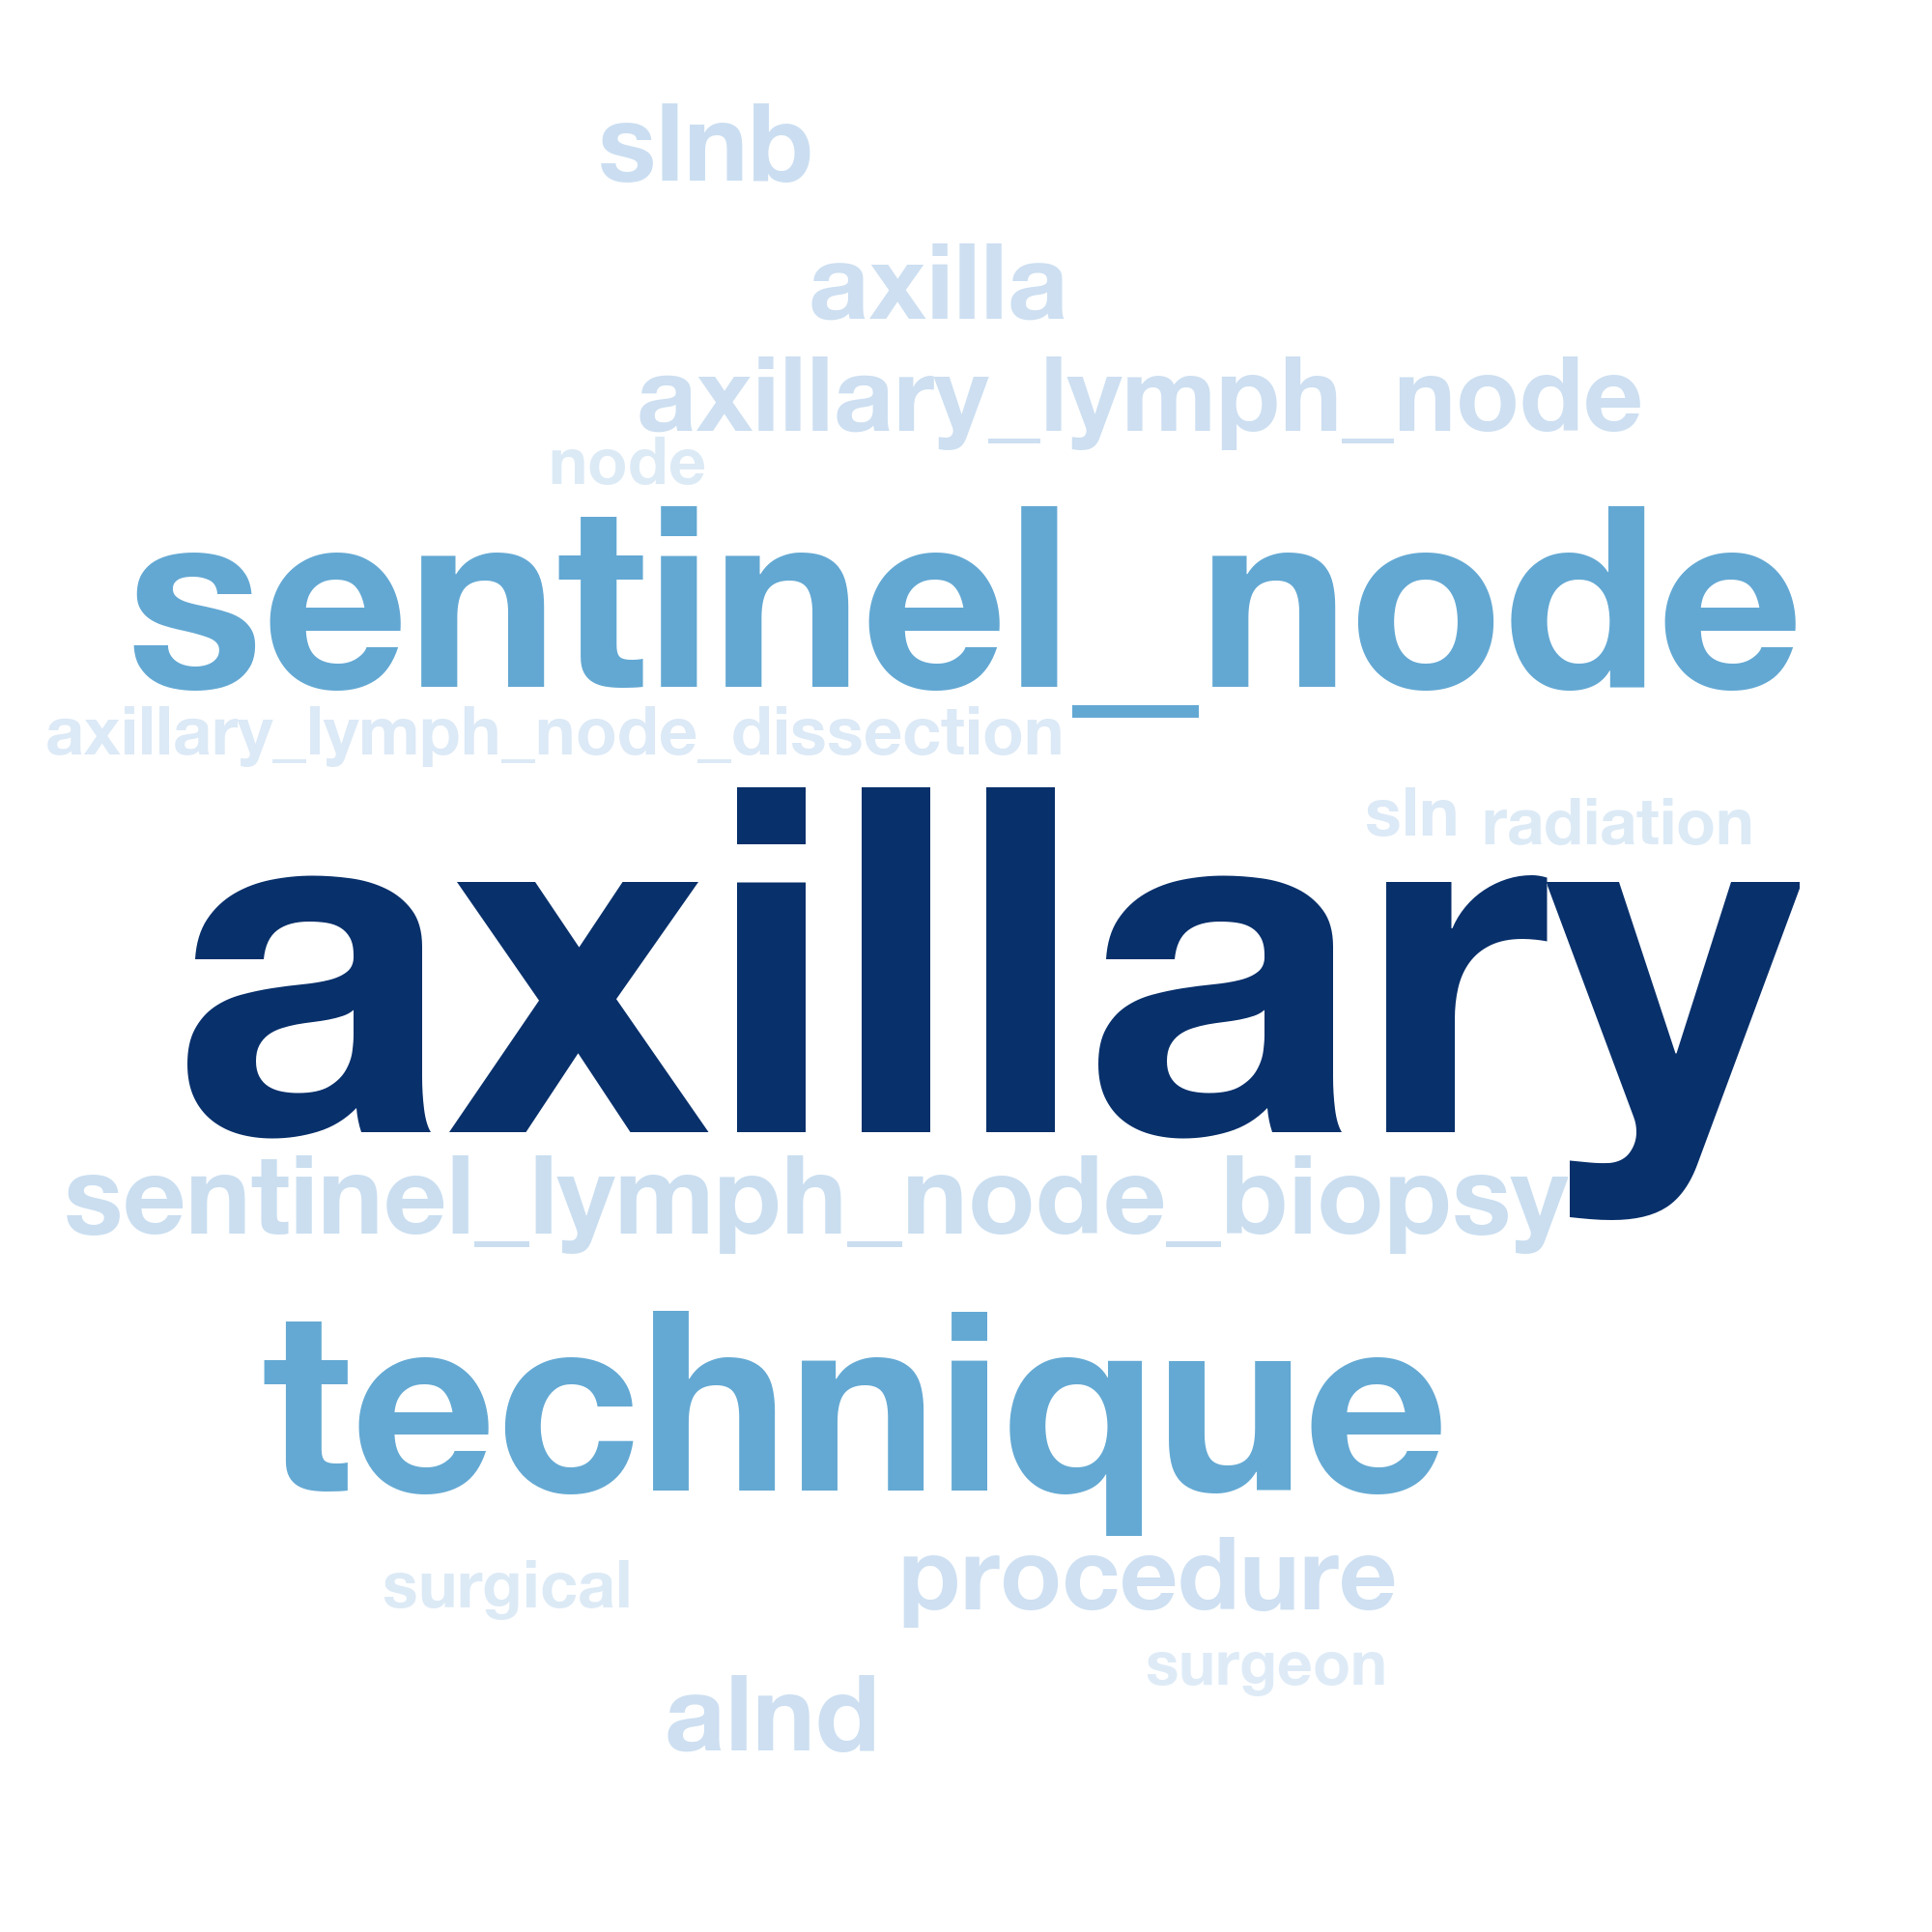 slnb
axilla
axillary_lymph_node
node
sentinel_node
axillary_lymph_node_dissection
sln radiation
axillary
sentinel_lymph_node_biopsy
technique
surgical procedure
surgeon
alnd